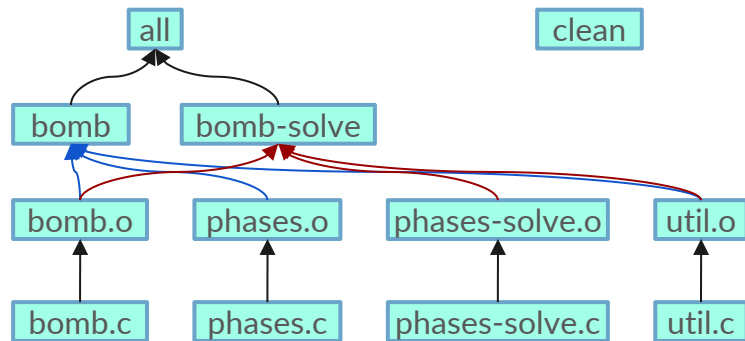 all
clean
bomb
bomb-solve
bomb.o
phases.o
phases-solve.o
util.o
bomb.c
phases.c
phases-solve.c
util.c